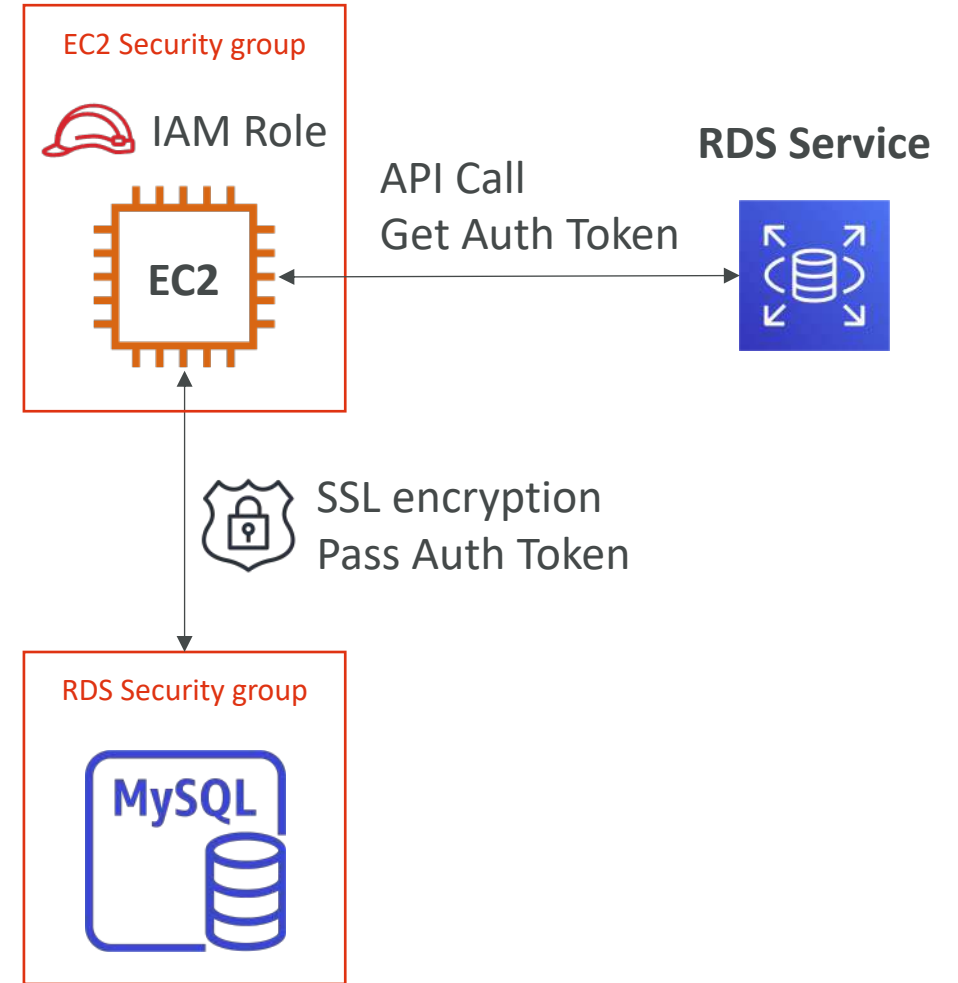 EC2 Security group
IAM Role
EC2
API Call
Get Auth Token
RDS Service
SSL encryption
Pass Auth Token
RDS Security group
MySQL